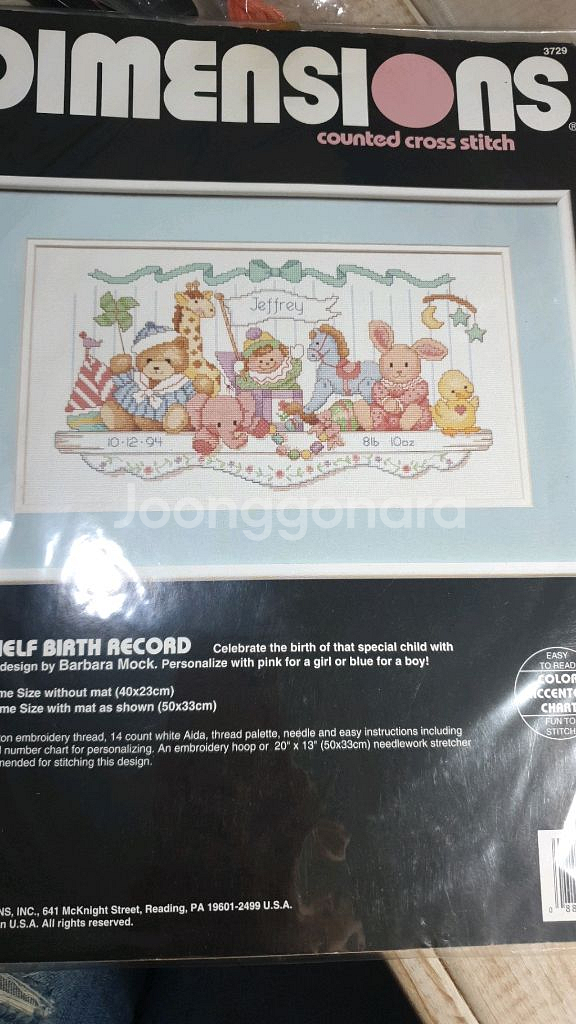 3729
DIMENSIONS®
counted cross stitch
Jeffrey
10·12·94
8lb 10oz
Joonggonara
HELF BIRTH RECORD Celebrate the birth of that special child with
design by Barbara Mock. Personalize with pink for a girl or blue for a boy!
me Size without mat (40x23cm)
me Size with mat as shown (50x33cm)
EASY
TO READ
COLOR
ACCENTED
CHART
FUN TO
STITCH
on embroidery thread, 14 count white Aida, thread palette, needle and easy instructions including
number chart for personalizing. An embroidery hoop or 20" x 13" (50x33cm) needlework stretcher
mended for stitching this design.
NS, INC., 641 McKnight Street, Reading, PA 19601-2499 U.S.A.
n U.S.A. All rights reserved.
0 88